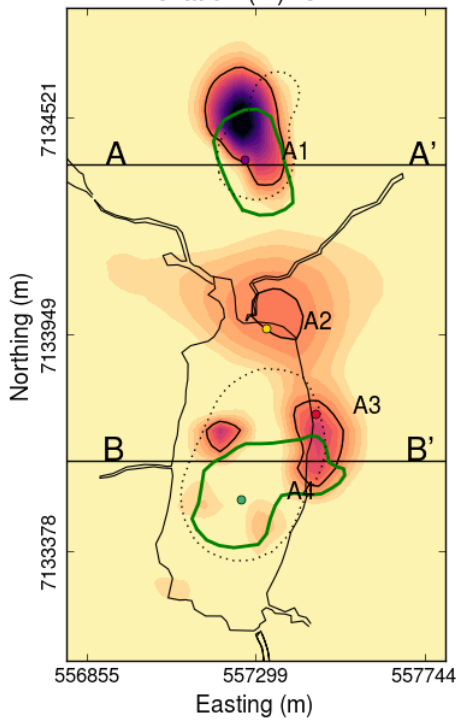 7134521
A
A1
A'
7133949
A2
A3
B
B'
A4
7133378
Northing (m)
556855
557299
557744
Easting (m)